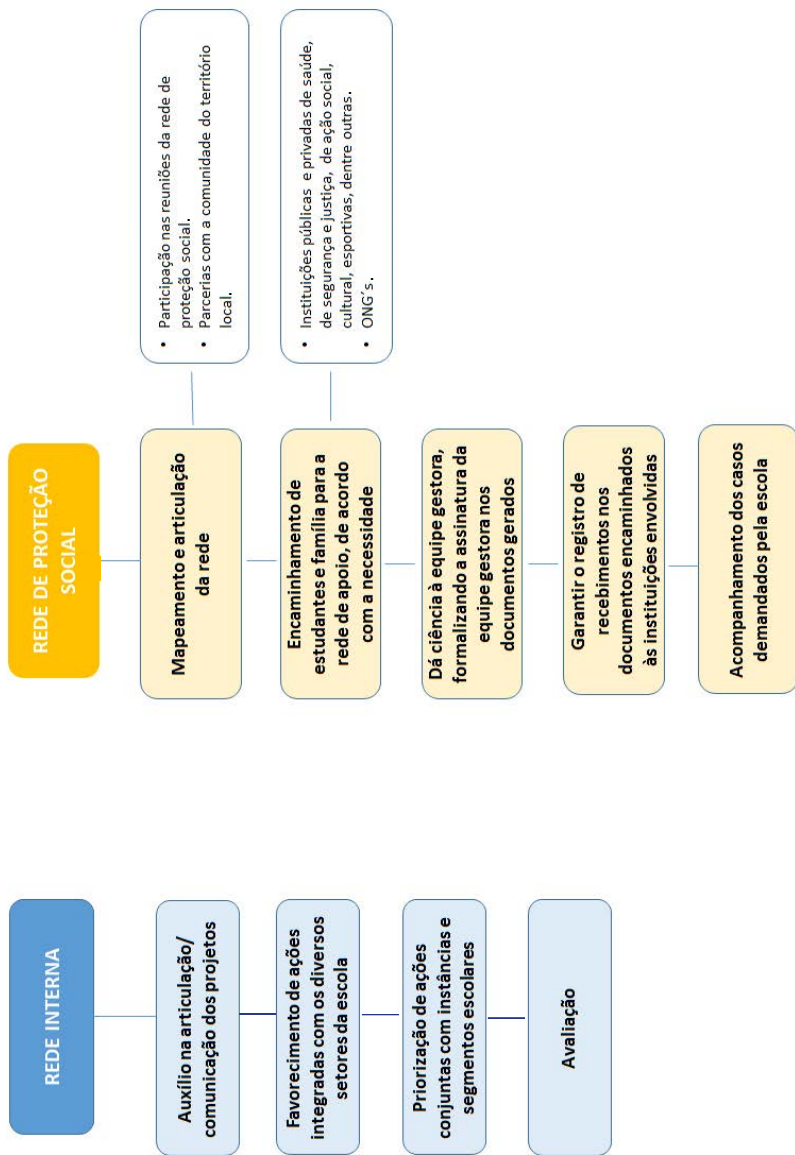 REDE INTERNA
Auxílio na articulação/
comunicação dos projetos
Favorecimento de ações
integradas com os diversos
setores da escola
Priorização de ações
conjuntas com instâncias e
segmentos escolares
Avaliação
REDE DE PROTEÇÃO
SOCIAL
Mapeamento e articulação
da rede
• Participação nas reuniões da rede de
proteção social.
• Parcerias com a comunidade do território
local.
Encaminhamento de
estudantes e família para a
rede de apoio, de acordo
com a necessidade
• Instituições públicas e privadas de saúde,
de segurança e justiça, de ação social,
cultural, esportivas, dentre outras.
• ONG´s.
Dá ciência à equipe gestora,
formalizando a assinatura da
equipe gestora nos
documentos gerados
Garantir o registro de
recebimentos nos
documentos encaminhados
às instituições envolvidas
Acompanhamento dos casos
demandados pela escola